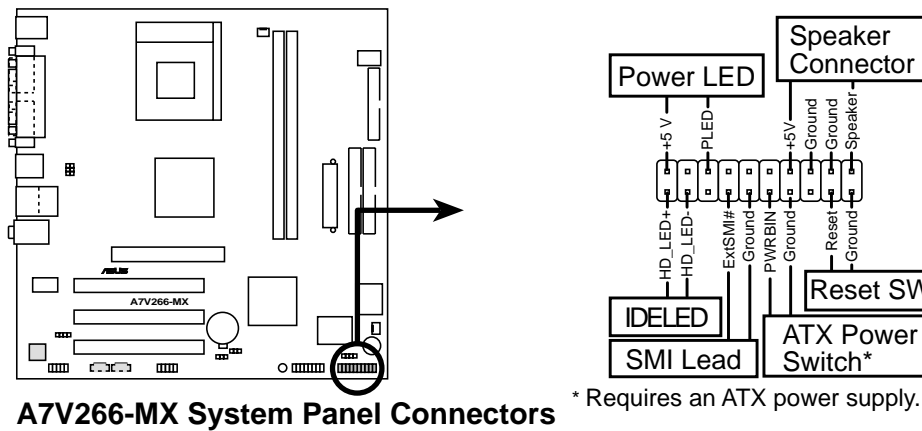 Speaker
Connector
Power LED
+5 V
PLED
+5V
Ground
Ground
Speaker
HD_LED+
HD_LED-
ExtSMI#
Ground
PWRBIN
Ground
Reset
Ground
Reset SW
IDELED
ATX Power
Switch*
SMI Lead
* Requires an ATX power supply.
ASUS
A7V266-MX
A7V266-MX System Panel Connectors